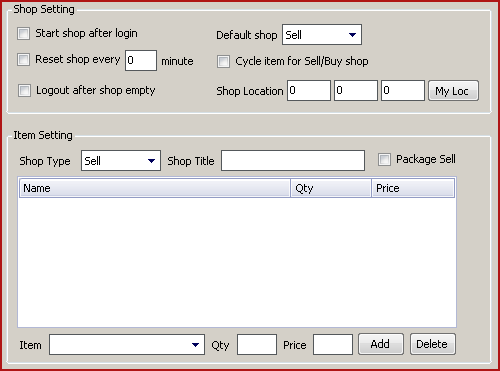 Shop Setting
Start shop after login Default shop Sell
Reset shop every 0 minute Cycle item for Sell/Buy shop
Logout after shop empty Shop Location 0 0 0 My Loc
Item Setting
Shop Type Sell Shop Title Package Sell
Name Qty Price
Item Qty Price Add Delete